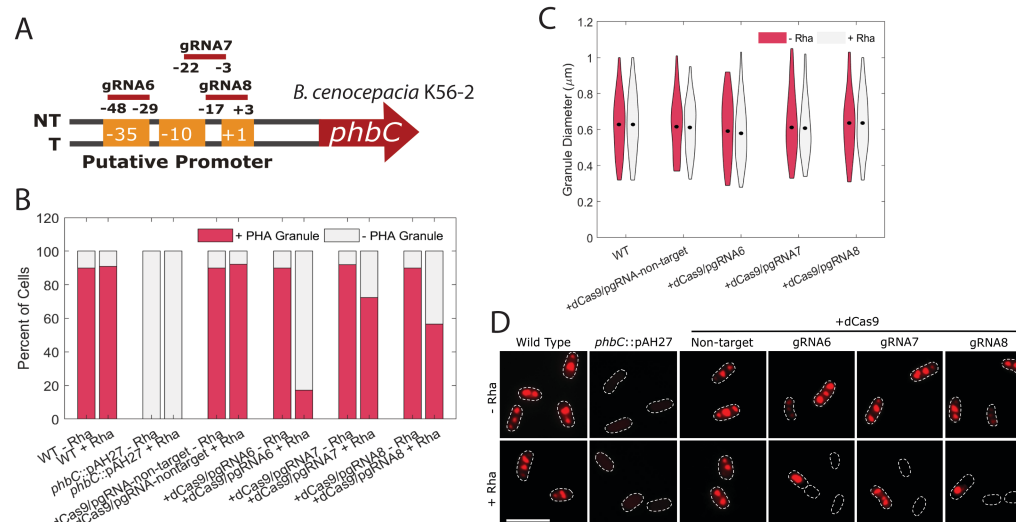 A
gRNA7
-22 -3
gRNA6
gRNA8
-48 -29
-17 +3
B. cenocepacia K56-2
NT
T
-35
-10
+1
phbC
Putative Promoter
B
120
100
80
60
40
20
0
Percent of Cells
+ PHA Granule
- PHA Granule
WT - Rha
WT + Rha
phbC::pAH27 - Rha
phbC::pAH27 + Rha
dCas9/pgRNA-non-target - Rha
dCas9/pgRNA-nontarget + Rha
+dCas9/pgRNA6 - Rha
+dCas9/pgRNA6 + Rha
+dCas9/pgRNA7 - Rha
+dCas9/pgRNA7 + Rha
+dCas9/pgRNA8 - Rha
+dCas9/pgRNA8 + Rha
C
1.2
1
0.8
0.6
0.4
0.2
0
Granule Diameter (μm)
- Rha
+ Rha
WT
+dCas9/pgRNA-non-target
+dCas9/pgRNA6
+dCas9/pgRNA7
+dCas9/pgRNA8
D
+dCas9
Wild Type
phbC::pAH27
Non-target
gRNA6
gRNA7
gRNA8
- Rha
+ Rha